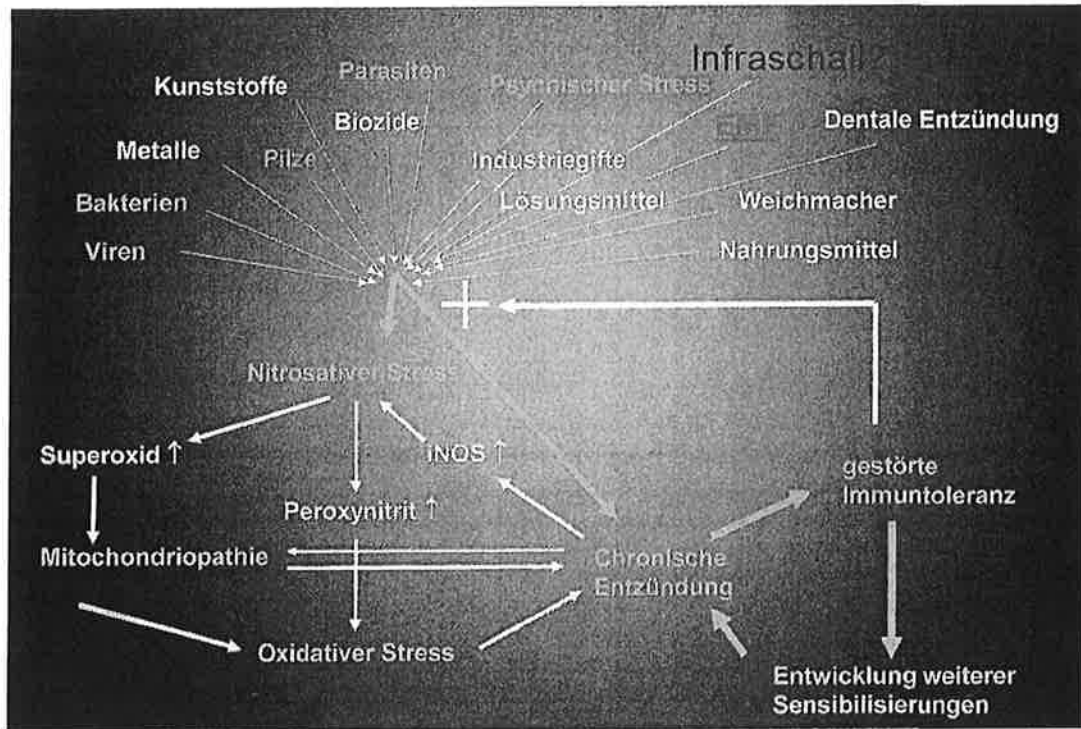 Infraschall
Parasiten
Kunststoffe
Psychischer Stress
Biozide
Dentale Entzündung
Metalle
Pilze
Industriegifte
Bakterien
Lösungsmittel
Weichmacher
Viren
Nahrungsmittel
+
Nitrosativer Stress
Superoxid ↑
iNOS ↑
gestörte
Immuntoleranz
Peroxynitrit ↑
Mitochondriopathie
Chronische
Entzündung
Oxidativer Stress
Entwicklung weiterer
Sensibilisierungen